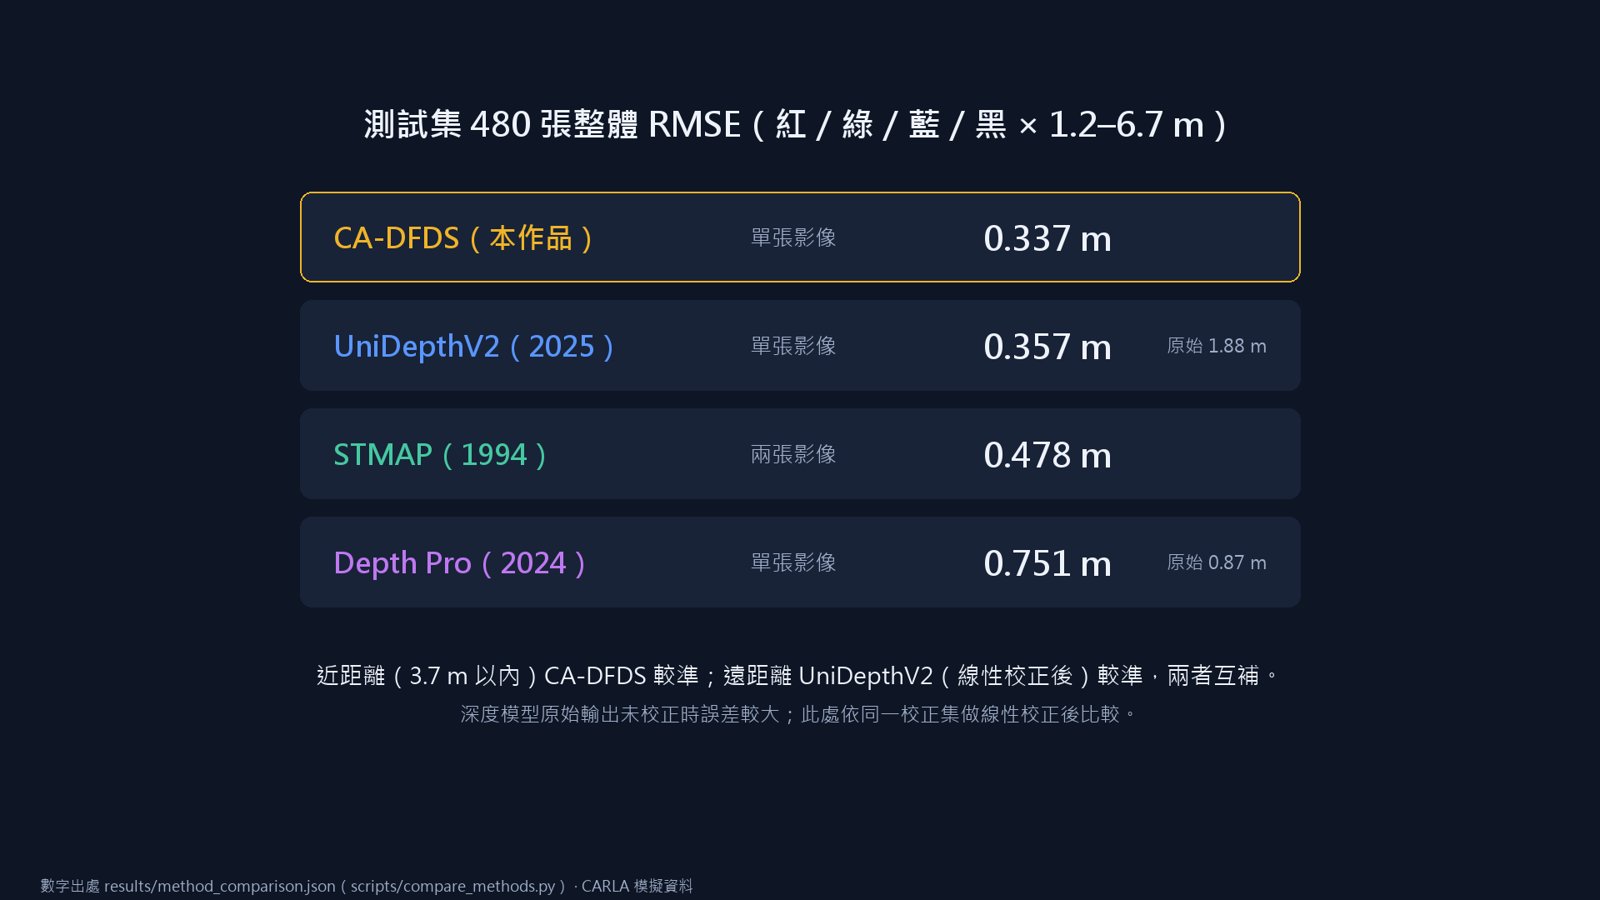 測試集 480 張整體 RMSE（紅 / 綠 / 藍 / 黑 × 1.2–6.7 m）
CA-DFDS（本作品） 單張影像 0.337 m
UniDepthV2（2025） 單張影像 0.357 m 原始 1.88 m
STMAP（1994） 兩張影像 0.478 m
Depth Pro（2024） 單張影像 0.751 m 原始 0.87 m
近距離（3.7 m 以內）CA-DFDS 較準；遠距離 UniDepthV2（線性校正後）較準，兩者互補。
深度模型原始輸出未校正時誤差較大；此處依同一校正集做線性校正後比較。
數字出處 results/method_comparison.json（scripts/compare_methods.py）· CARLA 模擬資料